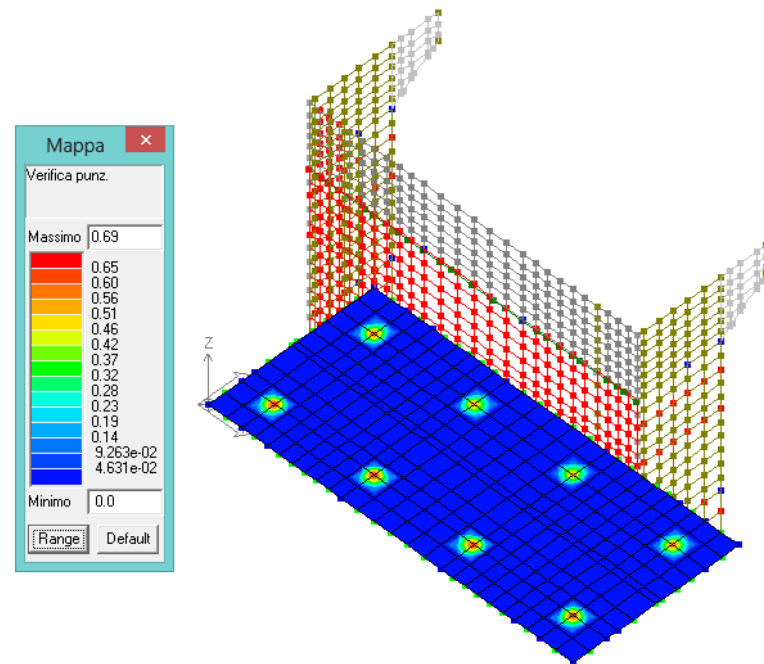 Mappa
Verifica punz.
Massimo 0.69
0.65
0.60
0.56
0.51
0.46
0.42
0.37
0.32
0.28
0.23
0.19
0.14
9.263e-02
4.631e-02
Minimo 0.0
Range Default
Z